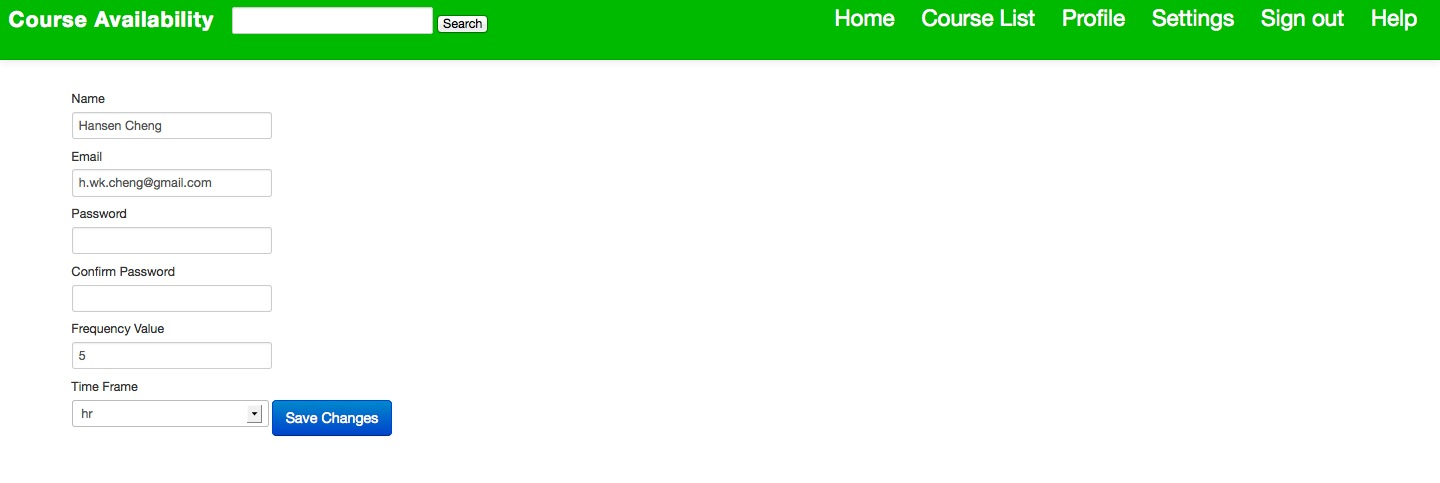 Course Availability Search Home Course List Profile Settings Sign out Help
Name
Hansen Cheng
Email
h.wk.cheng@gmail.com
Password
Confirm Password
Frequency Value
5
Time Frame
hr Save Changes